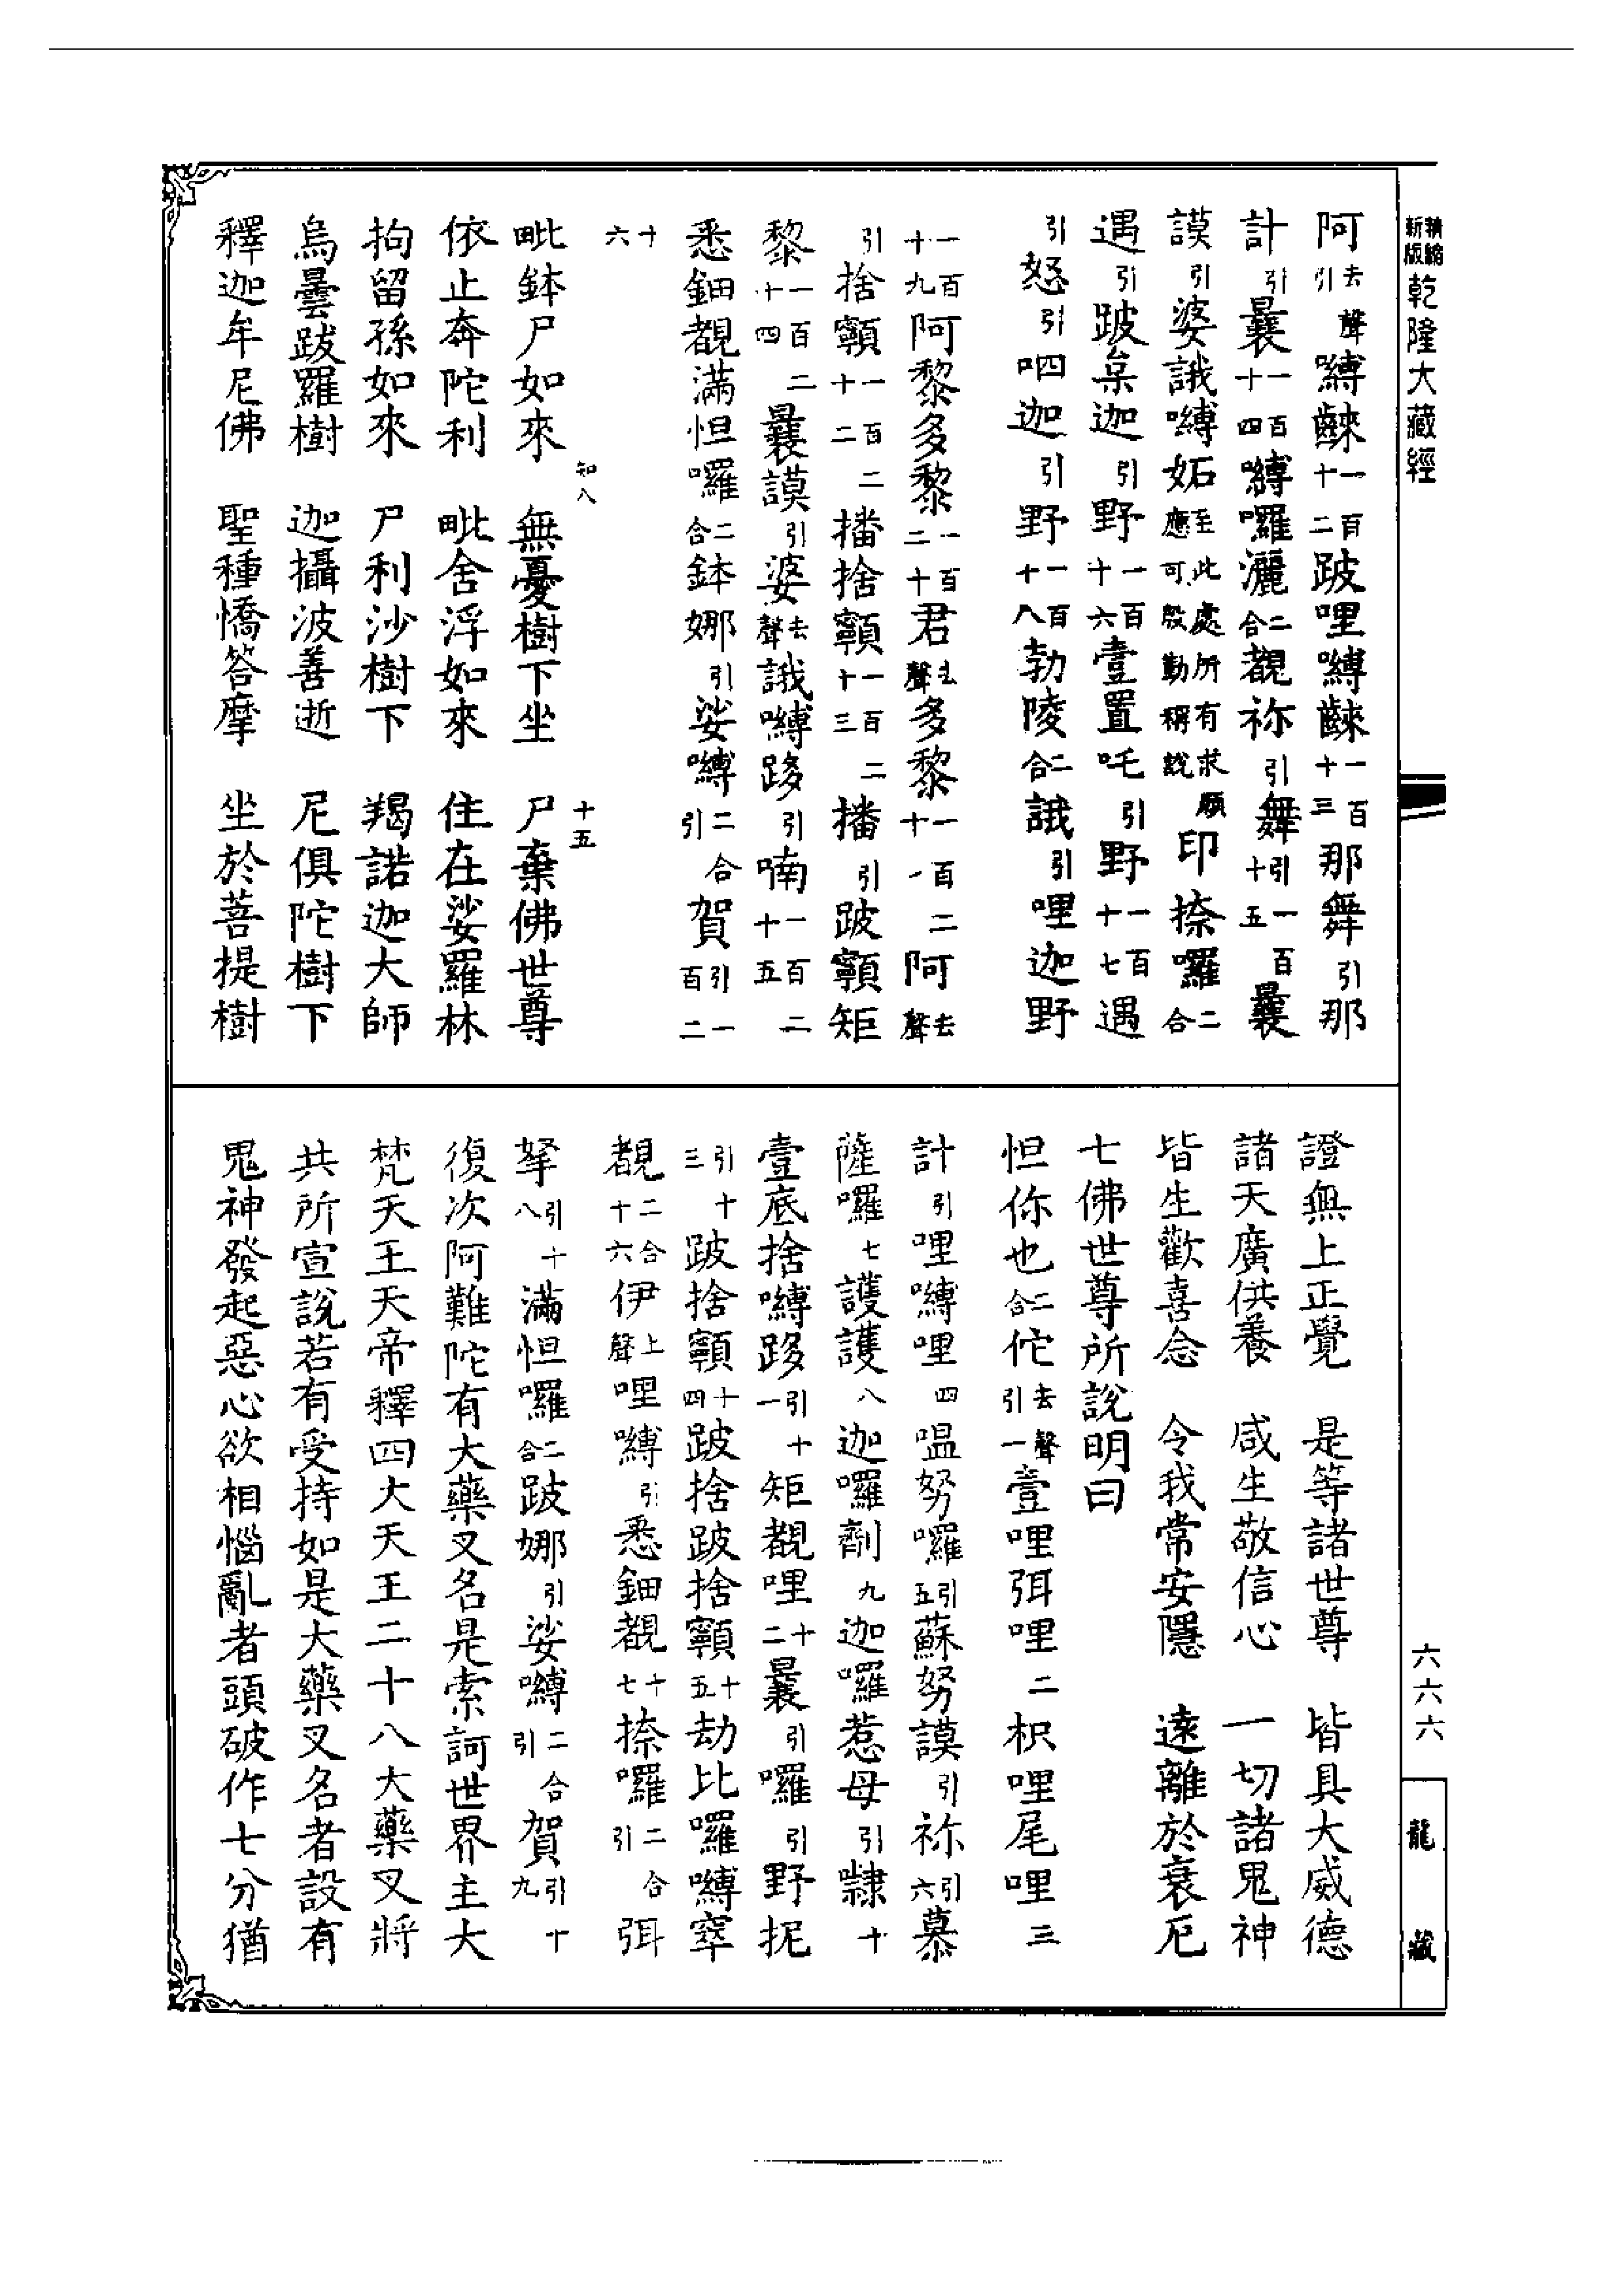 精縮新版乾隆大藏經
阿去聲引嚩𪘨一百十二跛哩嚩𪘨一百十三那舞引那
計引曩一百十四嚩囉灑二合覩祢引舞引一百十五曩
謨引婆誐嚩妬至此處所有求願應可殷勤稱說印捺囉二合
遇引跛枲迦引野一百十六壹置吒引野一百十七遇
引怒引呬迦引野一百十八勃陵二合誐引哩迦野
一百十九阿黎多黎一百二十君去聲多黎一百二十一阿去聲
引捨顐一百二十二播捨顐一百二十三播引跛顐矩
黎一百二十四曩謨引婆去聲誐嚩跢引喃一百二十五
悉鈿覩滿怛囉二合鉢娜引娑嚩二合引賀引一百二
十六
毗鉢尸如來　無憂樹下坐　尸棄佛世尊
依止奔陀利　毗舍浮如來　住在娑羅林
拘留孫如來　尸利沙樹下　羯諾迦大師
烏曇跋羅樹　迦攝波善逝　尼俱陀樹下
釋迦牟尼佛　聖種憍答摩　坐於菩提樹
知八
十五
證無上正覺　是等諸世尊　皆具大威德
諸天廣供養　咸生敬信心　一切諸鬼神
皆生歡喜念　令我常安隱　遠離於衰厄
七佛世尊所說明曰
怛你也二合佗去聲引一壹哩弭哩二枳哩尾哩三
計引哩嚩哩四嗢努囉引五蘇努謨引祢引六慕
薩囉七護護八迦囉劑九迦囉惹母引隸十
壹底捨嚩跢引十一矩覩哩十二曩引囉引野抳
引十三跛捨顐十四跛捨跛捨顐十五劫比囉嚩窣
覩二合十六伊上聲哩嚩引悉鈿覩十七捺囉二合引弭
拏引十八滿怛囉二合跛娜引娑嚩二合引賀引十九
復次阿難陀有大藥叉名是索訶世界主大
梵天王天帝釋四大天王二十八大藥叉將
共所宣說若有受持如是大藥叉名者設有
鬼神發起惡心欲相惱亂者頭破作七分猶
六六六
龍藏